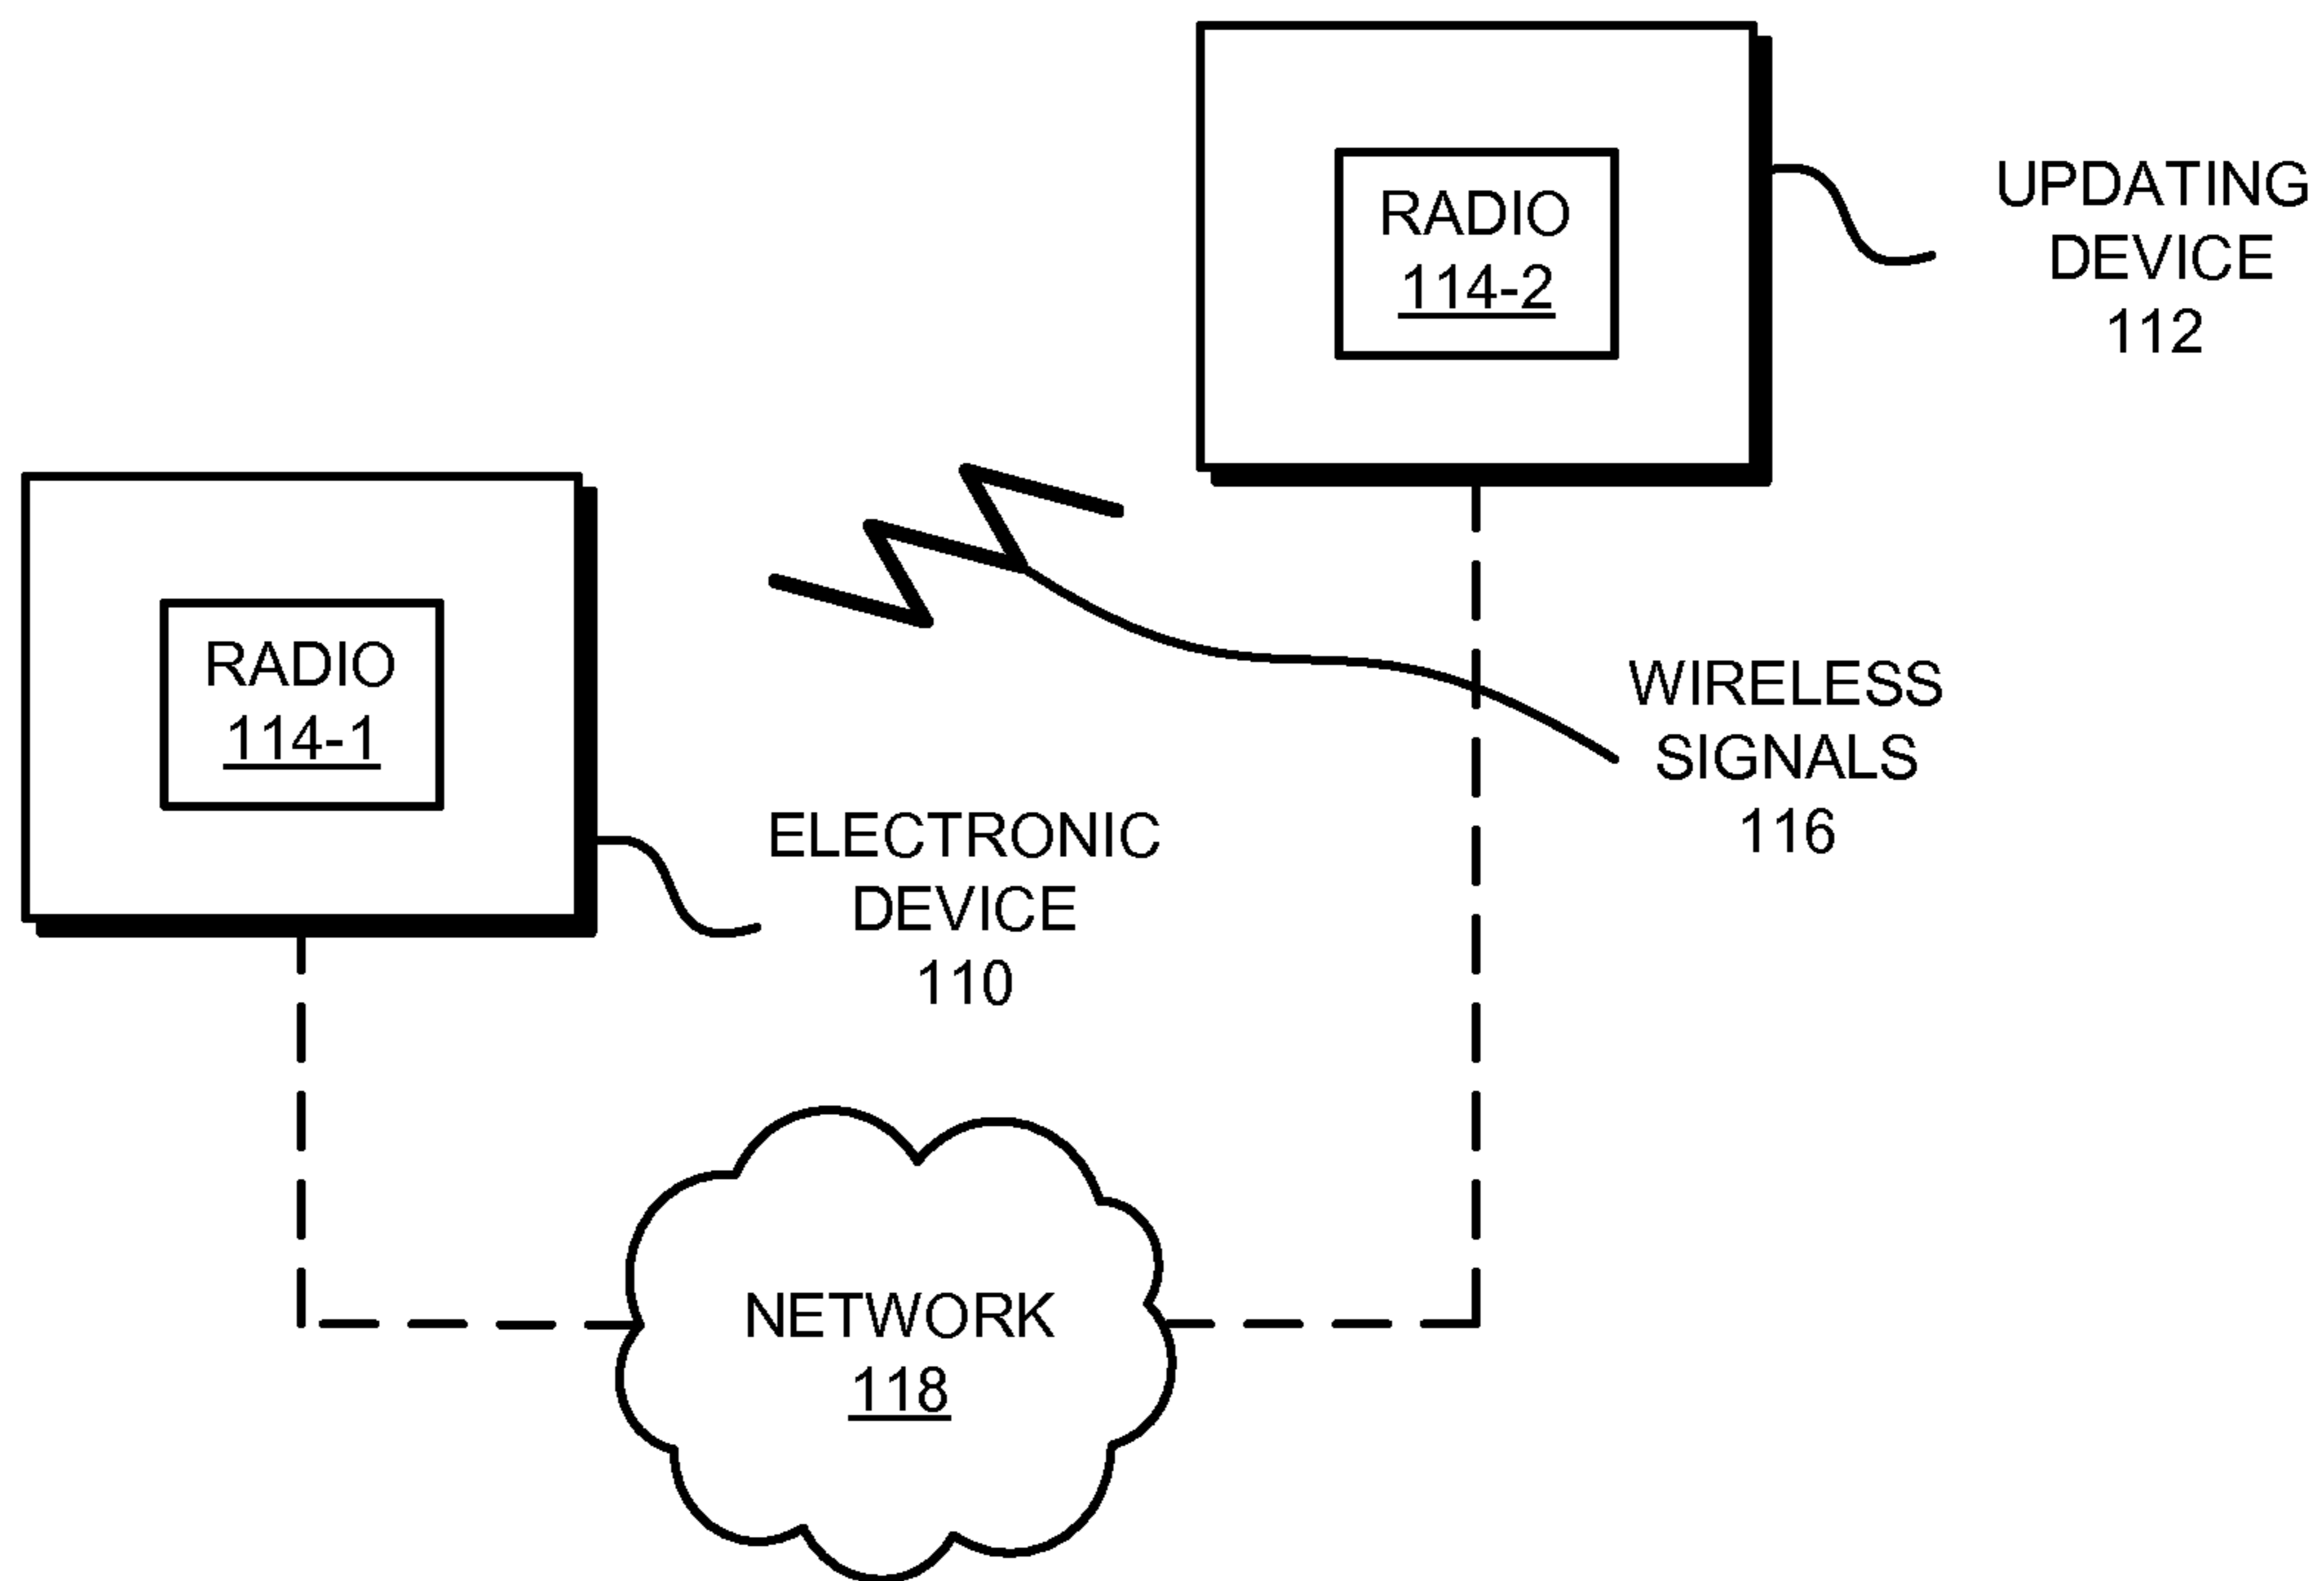 RADIO
114-2
UPDATING
DEVICE
112
RADIO
114-1
WIRELESS
SIGNALS
116
ELECTRONIC
DEVICE
110
NETWORK
118